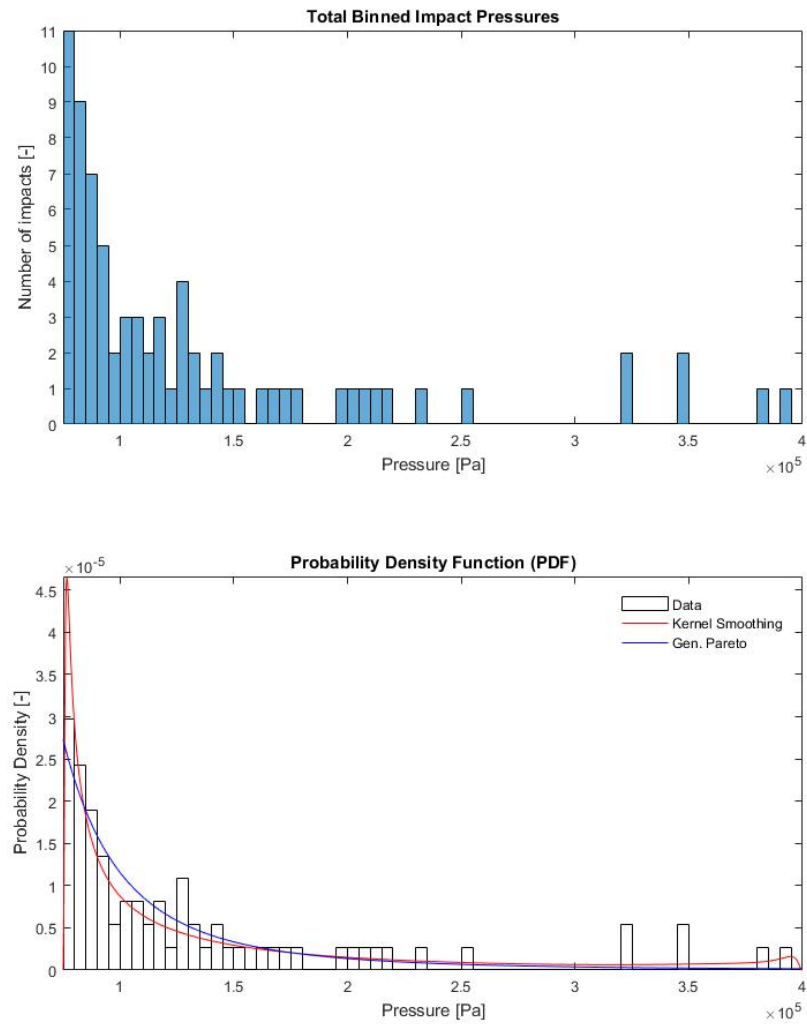 Total Binned Impact Pressures
11
10
9
8
7
6
5
4
3
2
1
0
Number of impacts [-]
1 1.5 2 2.5 3 3.5 4
Pressure [Pa]
×10^5
Probability Density Function (PDF)
×10^-5
4.5
4
3.5
3
2.5
2
1.5
1
0.5
0
Probability Density [-]
Data
Kernel Smoothing
Gen. Pareto
1 1.5 2 2.5 3 3.5 4
Pressure [Pa]
×10^5